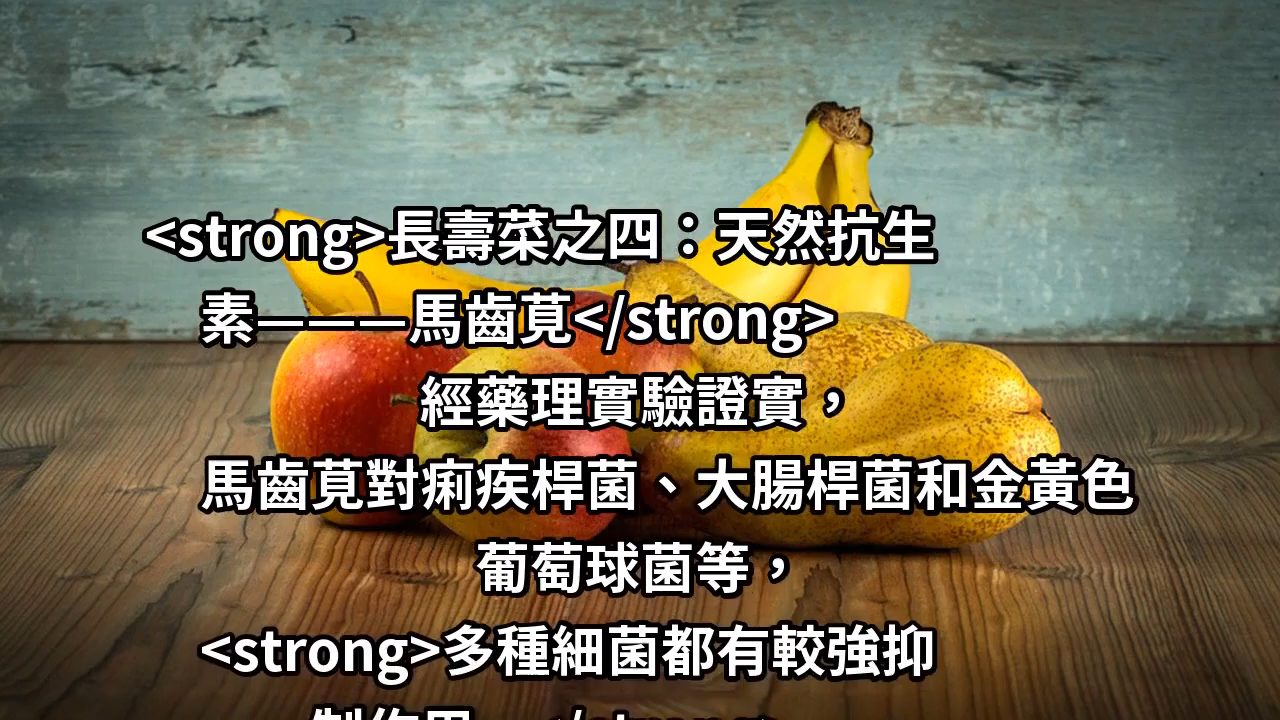 <strong>長壽菜之四：天然抗生
素———馬齒莧</strong>
經藥理實驗證實，
馬齒莧對痢疾桿菌、大腸桿菌和金黃色
葡萄球菌等，
<strong>多種細菌都有較強抑